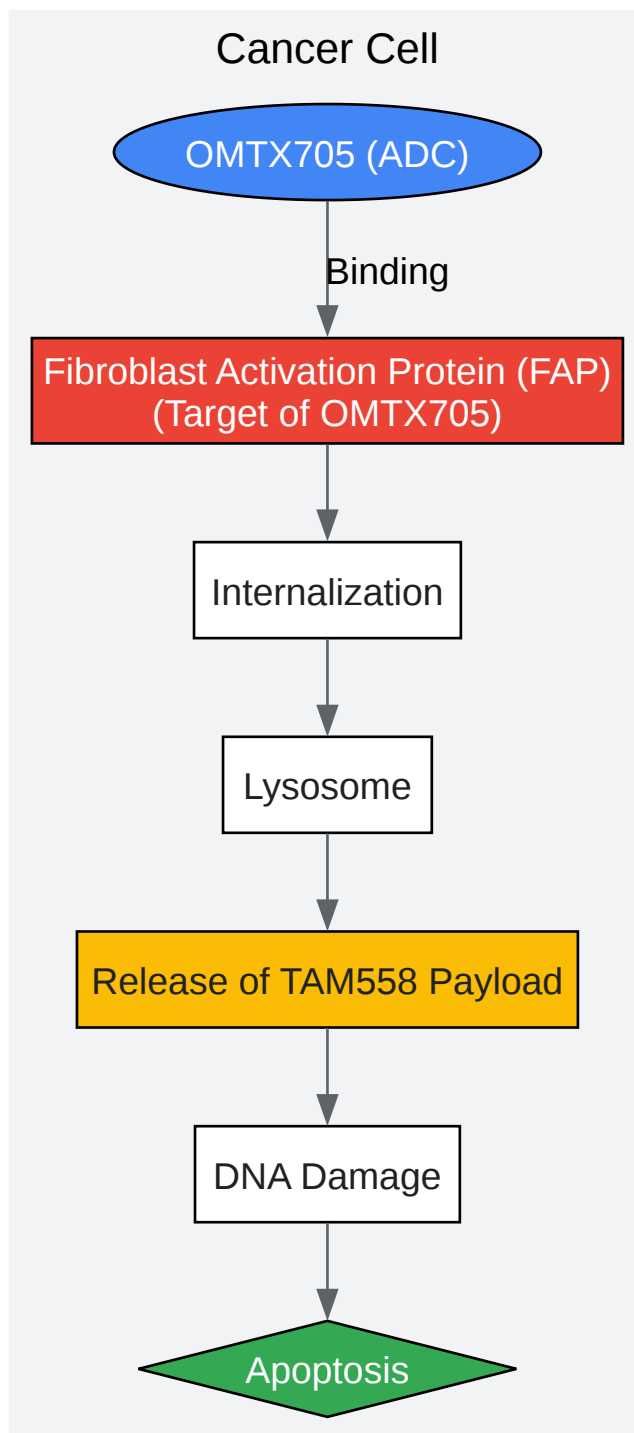 Cancer Cell
OMTX705 (ADC)
Binding
Fibroblast Activation Protein (FAP)
(Target of OMTX705)
Internalization
Lysosome
Release of TAM558 Payload
DNA Damage
Apoptosis